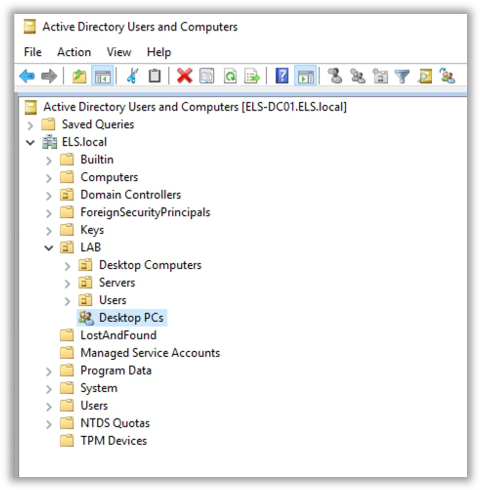 Active Directory Users and Computers
File Action View Help
Active Directory Users and Computers [ELS-DC01.ELS.local]
Saved Queries
ELS.local
Builtin
Computers
Domain Controllers
ForeignSecurityPrincipals
Keys
LAB
Desktop Computers
Servers
Users
Desktop PCs
LostAndFound
Managed Service Accounts
Program Data
System
Users
NTDS Quotas
TPM Devices